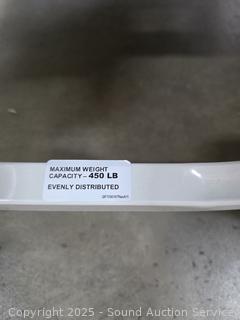 MAXIMUM WEIGHT
CAPACITY – 450 LB
EVENLY DISTRIBUTED
Copyright © 2025 - Sound Auction Service